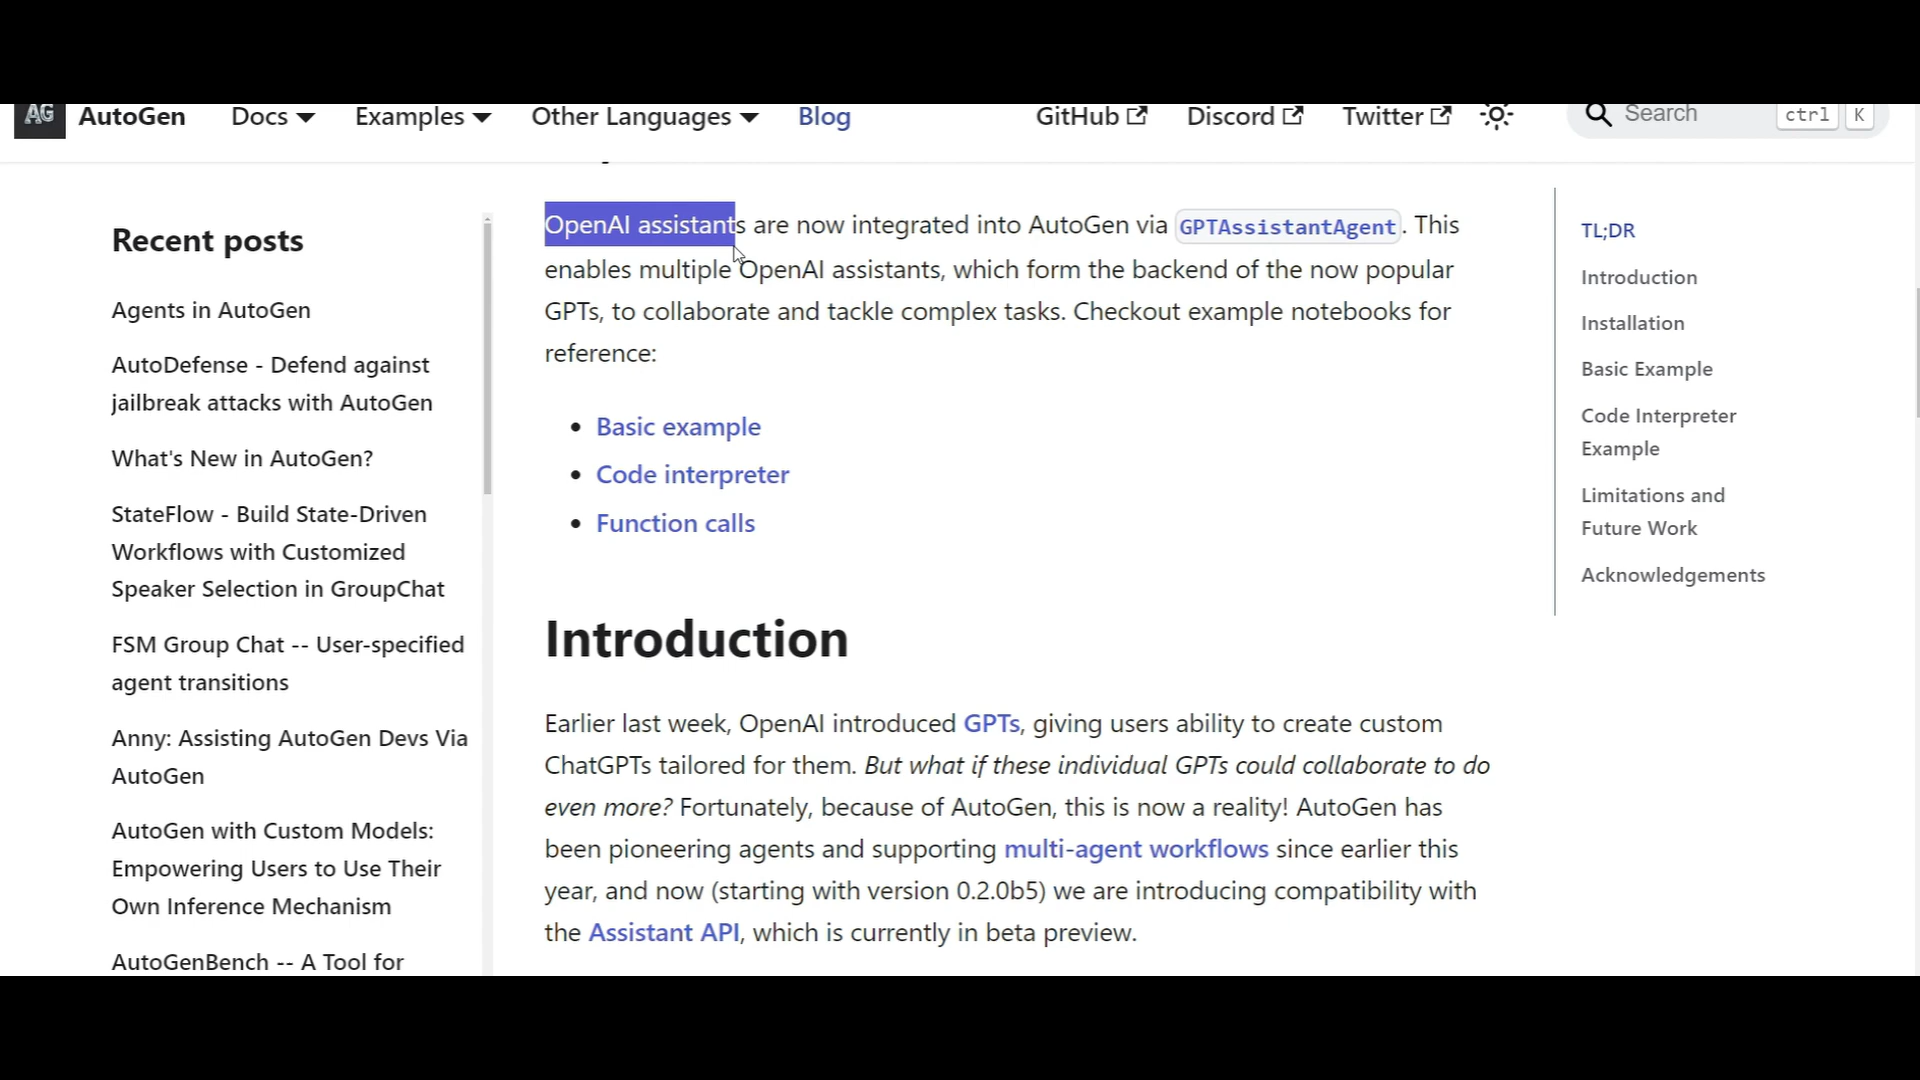 AG AutoGen Docs Examples Other Languages Blog GitHub Discord Twitter Search ctrl K
Recent posts
Agents in AutoGen
AutoDefense - Defend against
jailbreak attacks with AutoGen
What's New in AutoGen?
StateFlow - Build State-Driven
Workflows with Customized
Speaker Selection in GroupChat
FSM Group Chat -- User-specified
agent transitions
Anny: Assisting AutoGen Devs Via
AutoGen
AutoGen with Custom Models:
Empowering Users to Use Their
Own Inference Mechanism
AutoGenBench -- A Tool for
OpenAI assistants are now integrated into AutoGen via GPTAssistantAgent. This
enables multiple OpenAI assistants, which form the backend of the now popular
GPTs, to collaborate and tackle complex tasks. Checkout example notebooks for
reference:
• Basic example
• Code interpreter
• Function calls
Introduction
Earlier last week, OpenAI introduced GPTs, giving users ability to create custom
ChatGPTs tailored for them. But what if these individual GPTs could collaborate to do
even more? Fortunately, because of AutoGen, this is now a reality! AutoGen has
been pioneering agents and supporting multi-agent workflows since earlier this
year, and now (starting with version 0.2.0b5) we are introducing compatibility with
the Assistant API, which is currently in beta preview.
TL;DR
Introduction
Installation
Basic Example
Code Interpreter
Example
Limitations and
Future Work
Acknowledgements